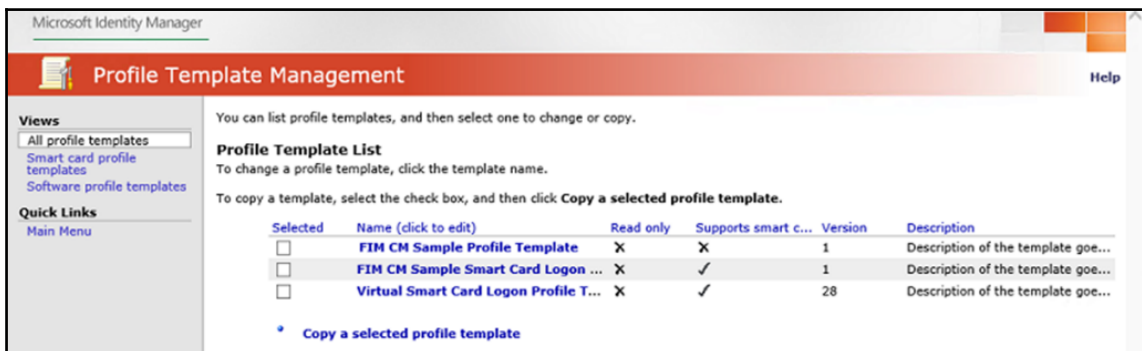 Microsoft Identity Manager
Profile Template Management
Help
Views
All profile templates
Smart card profile
templates
Software profile templates
Quick Links
Main Menu
You can list profile templates, and then select one to change or copy.
Profile Template List
To change a profile template, click the template name.
To copy a template, select the check box, and then click Copy a selected profile template.
Selected Name (click to edit) Read only Supports smart c... Version Description
FIM CM Sample Profile Template X X 1 Description of the template goe...
FIM CM Sample Smart Card Logon ... X ✓ 1 Description of the template goe...
Virtual Smart Card Logon Profile T... X ✓ 28 Description of the template goe...
Copy a selected profile template